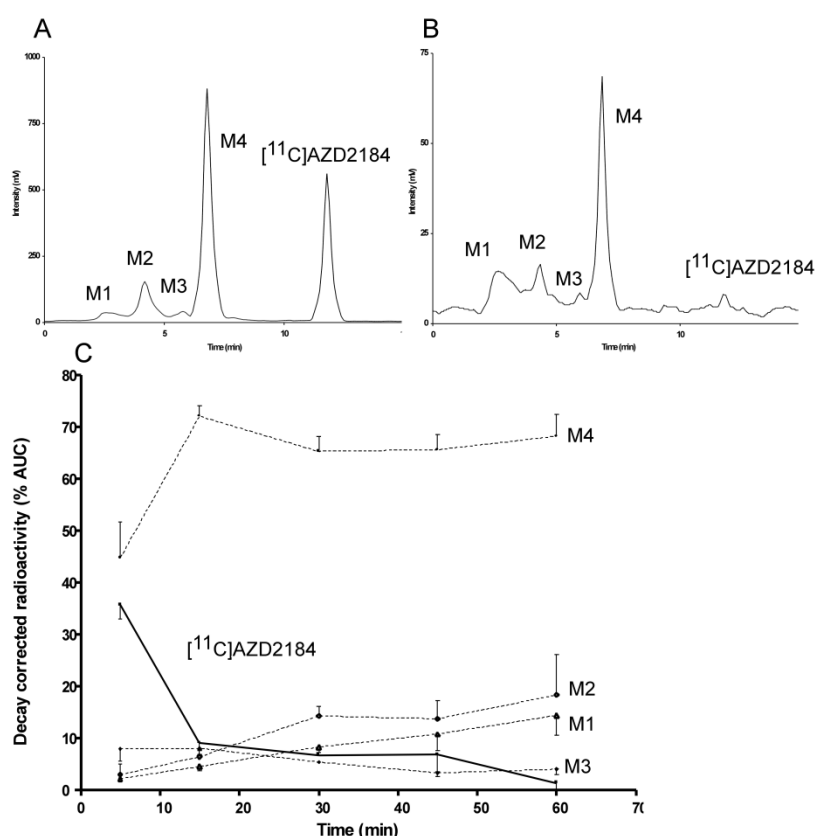 A
1000
750
500
250
0
Intensity (mV)
M1
M2
M3
M4
[11C]AZD2184
0
5
10
Time (min)
B
75
50
25
0
Intensity (mV)
M1
M2
M3
M4
[11C]AZD2184
0
5
10
Time (min)
C
80
70
60
50
40
30
20
10
0
Decay corrected radioactivity (% AUC)
M4
[11C]AZD2184
M2
M1
M3
0
10
20
30
40
50
60
70
Time (min)